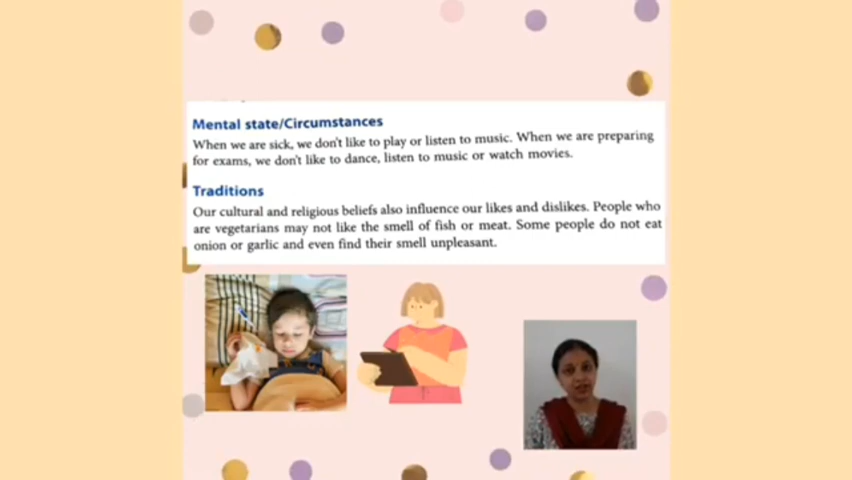 Mental state/Circumstances
When we are sick, we don't like to play or listen to music. When we are preparing
for exams, we don't like to dance, listen to music or watch movies.
Traditions
Our cultural and religious beliefs also influence our likes and dislikes. People who
are vegetarians may not like the smell of fish or meat. Some people do not eat
onion or garlic and even find their smell unpleasant.